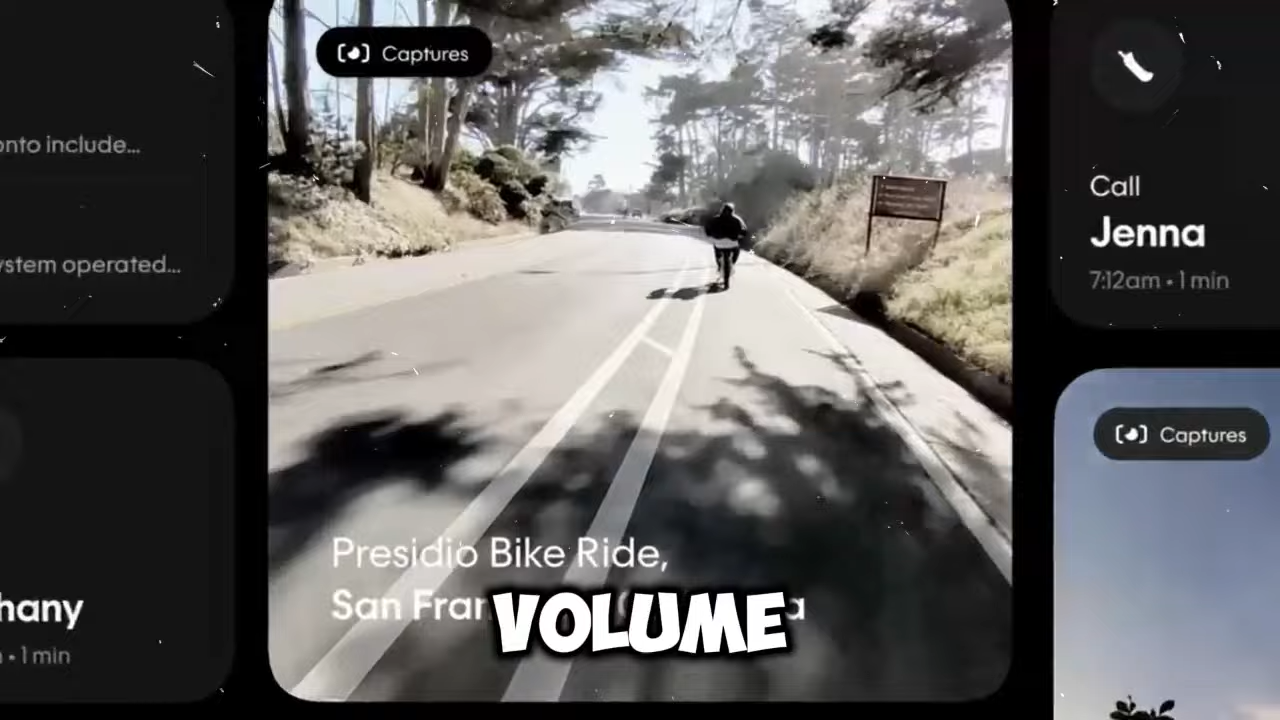 onto include...
ystem operated...
hany
• 1 min
Captures
Presidio Bike Ride,
San Fran
VOLUME
Call
Jenna
7:12am • 1 min
Captures